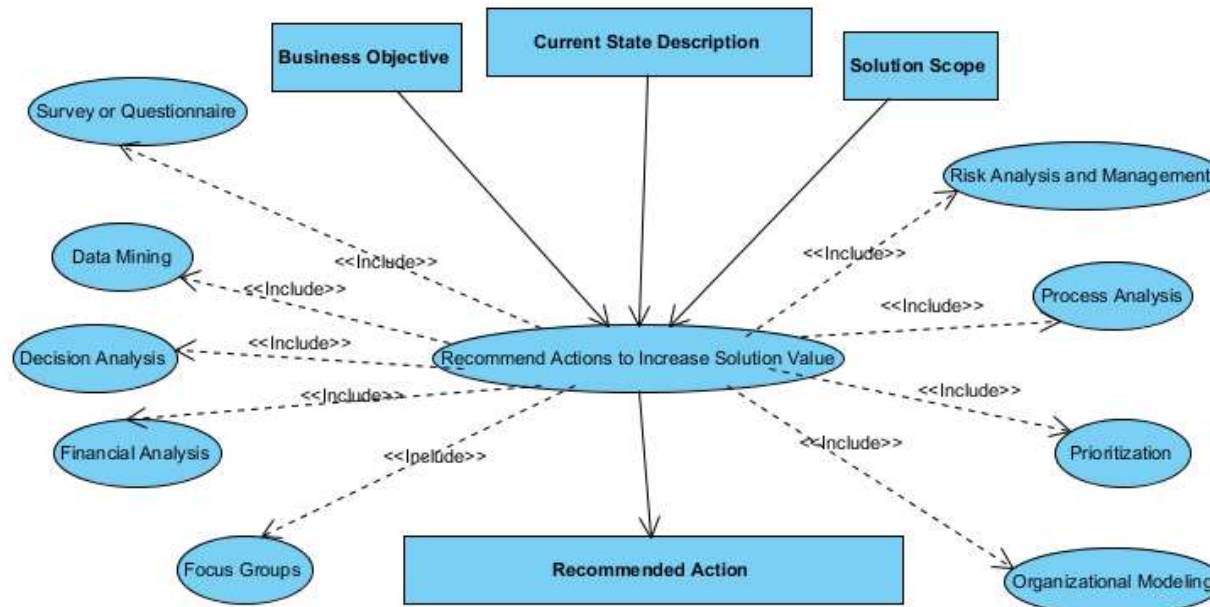 Current State Description
Business Objective
Solution Scope
Survey or Questionnaire
Risk Analysis and Management
<<Include>>
Data Mining
<<Include>>
<<Include>>
Process Analysis
<<Include>>
<<Include>>
Decision Analysis
Recommend Actions to Increase Solution Value
<<Include>>
<<Include>>
Financial Analysis
<<Include>>
<<Include>>
Prioritization
Focus Groups
Recommended Action
Organizational Modeling